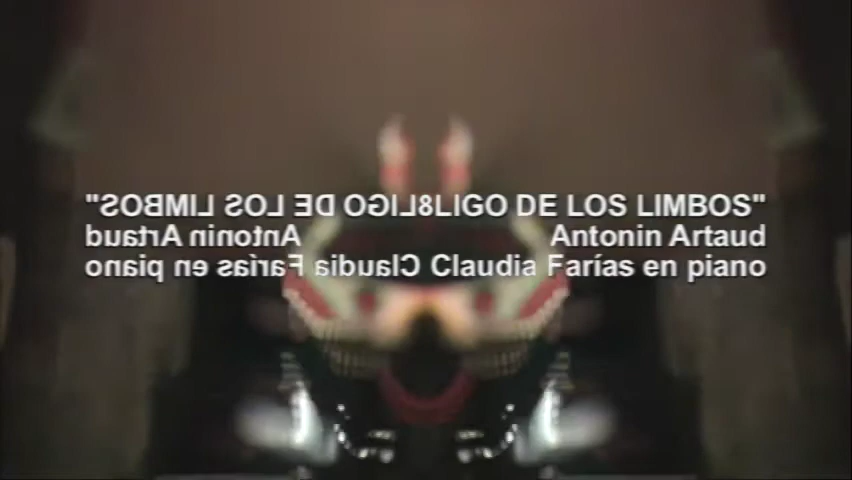 LIGO DE LOS LIMBOS"
Antonin Artaud
Claudia Farías en piano